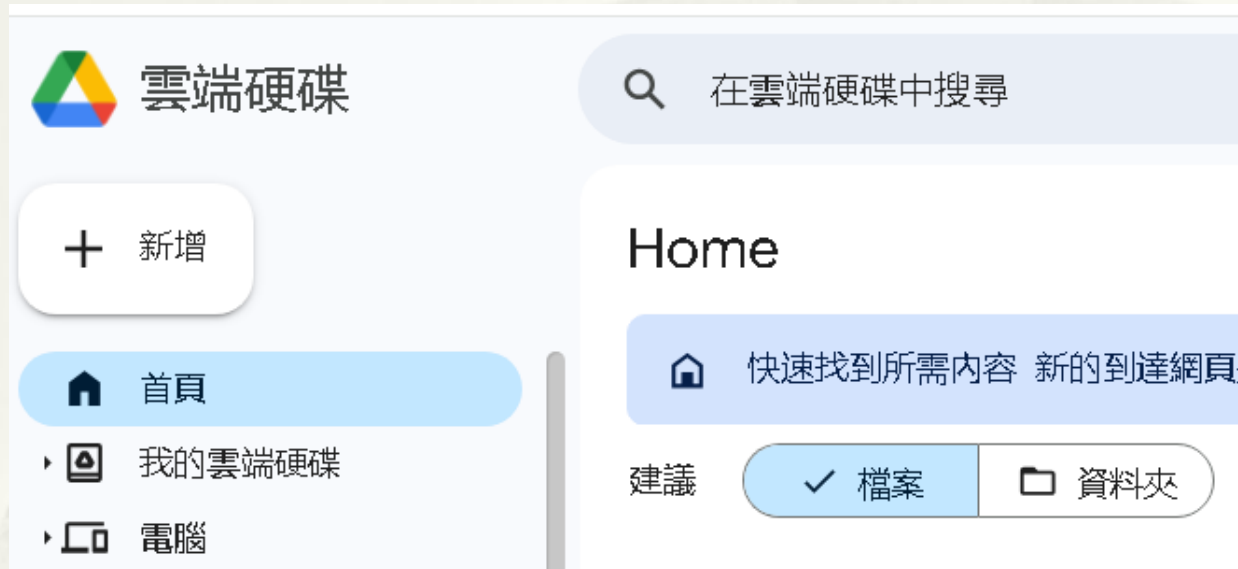 雲端硬碟
在雲端硬碟中搜尋
新增
Home
首頁
快速找到所需內容 新的到達網頁
我的雲端硬碟
建議
檔案
資料夾
電腦